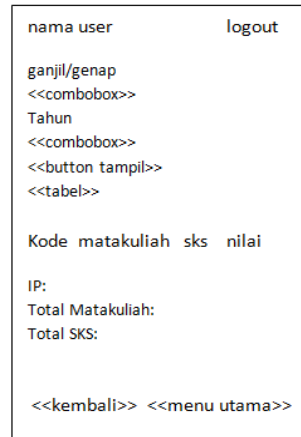 nama user logout
ganjil/genap
<<combobox>>
Tahun
<<combobox>>
<<button tampil>>
<<tabel>>
Kode matakuliah sks nilai
IP:
Total Matakuliah:
Total SKS:
<<kembali>> <<menu utama>>